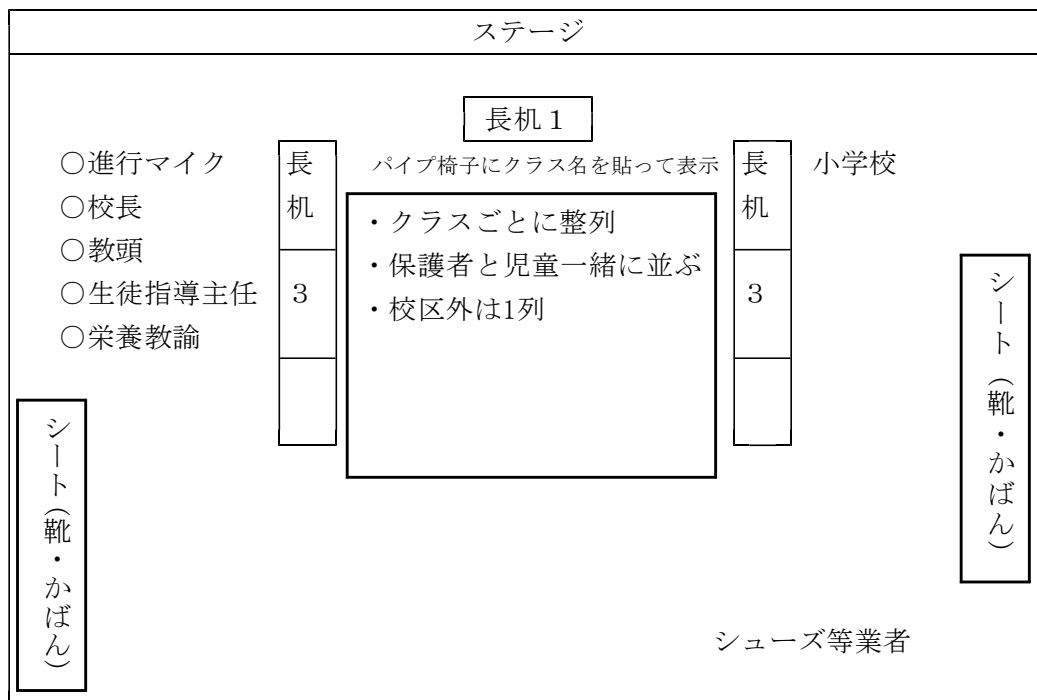 ステージ
長机１
○進行マイク
○校長
○教頭
○生徒指導主任
○栄養教諭
長机
３
パイプ椅子にクラス名を貼って表示
・クラスごとに整列
・保護者と児童一緒に並ぶ
・校区外は1列
長机
３
小学校
シート（靴・かばん）
シート（靴・かばん）
シューズ等業者